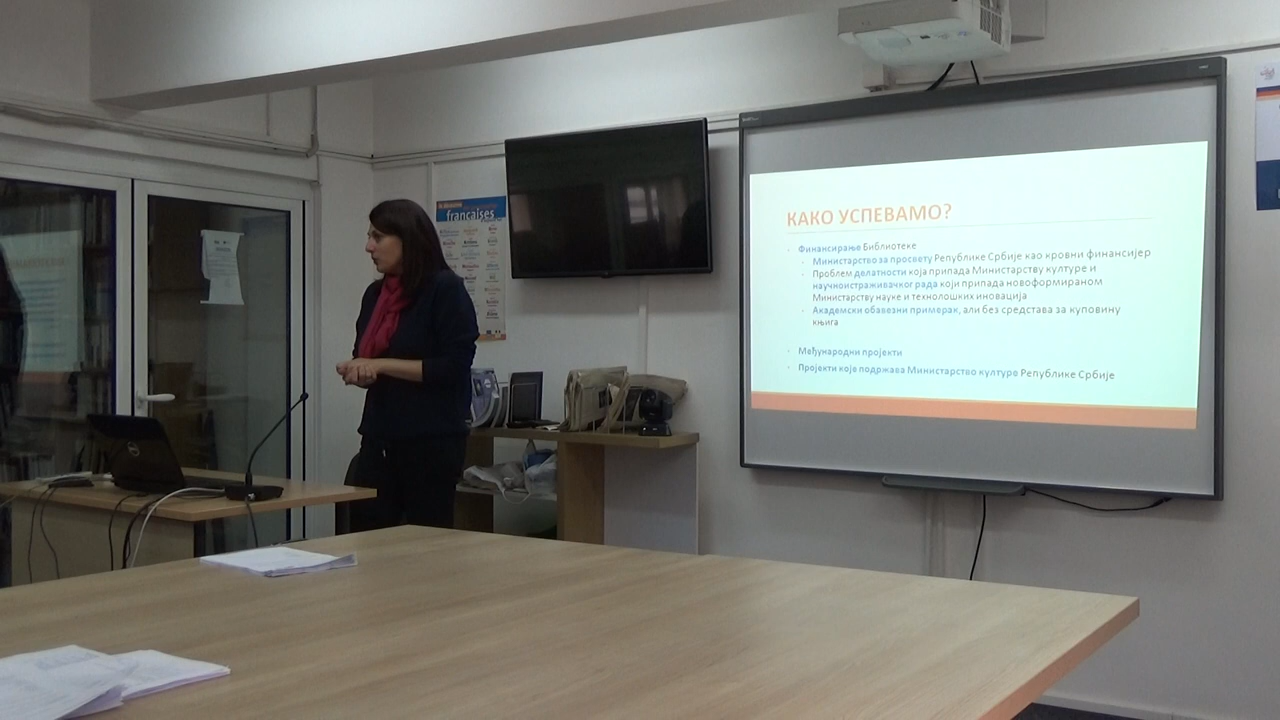 КАКО УСПЕВАМО?
Финансирање Библиотеке
Министарство за просвету Републике Србије као кровни финансијер
Проблем делатности која припада Министарству културе и
научноистраживачког рада који припада новоформираном
Министарству науке и технолошких иновација
Академски обавезни примерак, али без средстава за куповину
књига
Међународни пројекти
Пројекти које подржава Министарство културе Републике Србије
françaises
DELL